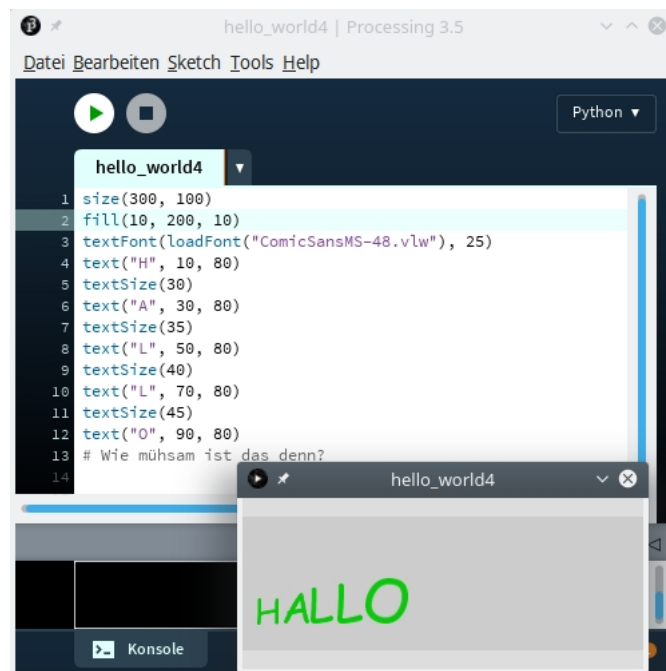 hello_world4 | Processing 3.5
Datei Bearbeiten Sketch Tools Help
Python ▼
hello_world4 ▼
1 size(300, 100)
2 fill(10, 200, 10)
3 textFont(loadFont("ComicSansMS-48.vlw"), 25)
4 text("H", 10, 80)
5 textSize(30)
6 text("A", 30, 80)
7 textSize(35)
8 text("L", 50, 80)
9 textSize(40)
10 text("L", 70, 80)
11 textSize(45)
12 text("O", 90, 80)
13 # Wie mühsam ist das denn?
14
hello_world4
HALLO
>_ Konsole